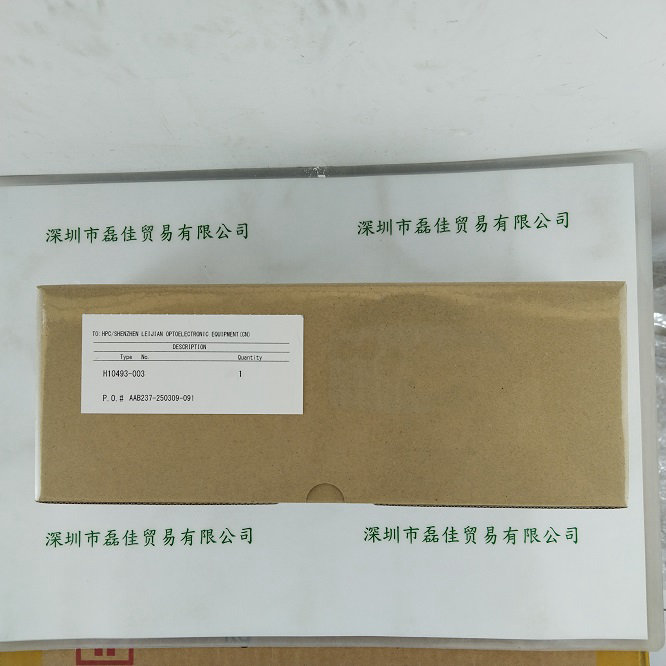 深圳市磊佳贸易有限公司
深圳市磊佳贸易有限公司
TO:HPC/SHENZHEN LEIJIAN OPTOELECTRONIC EQUIPMENT(CN)
DESCRIPTION
Type No. Quantity
H10493-003 1
P.O.# AAB237-250309-091
深圳市磊佳贸易有限公司
深圳市磊佳贸易有限公司